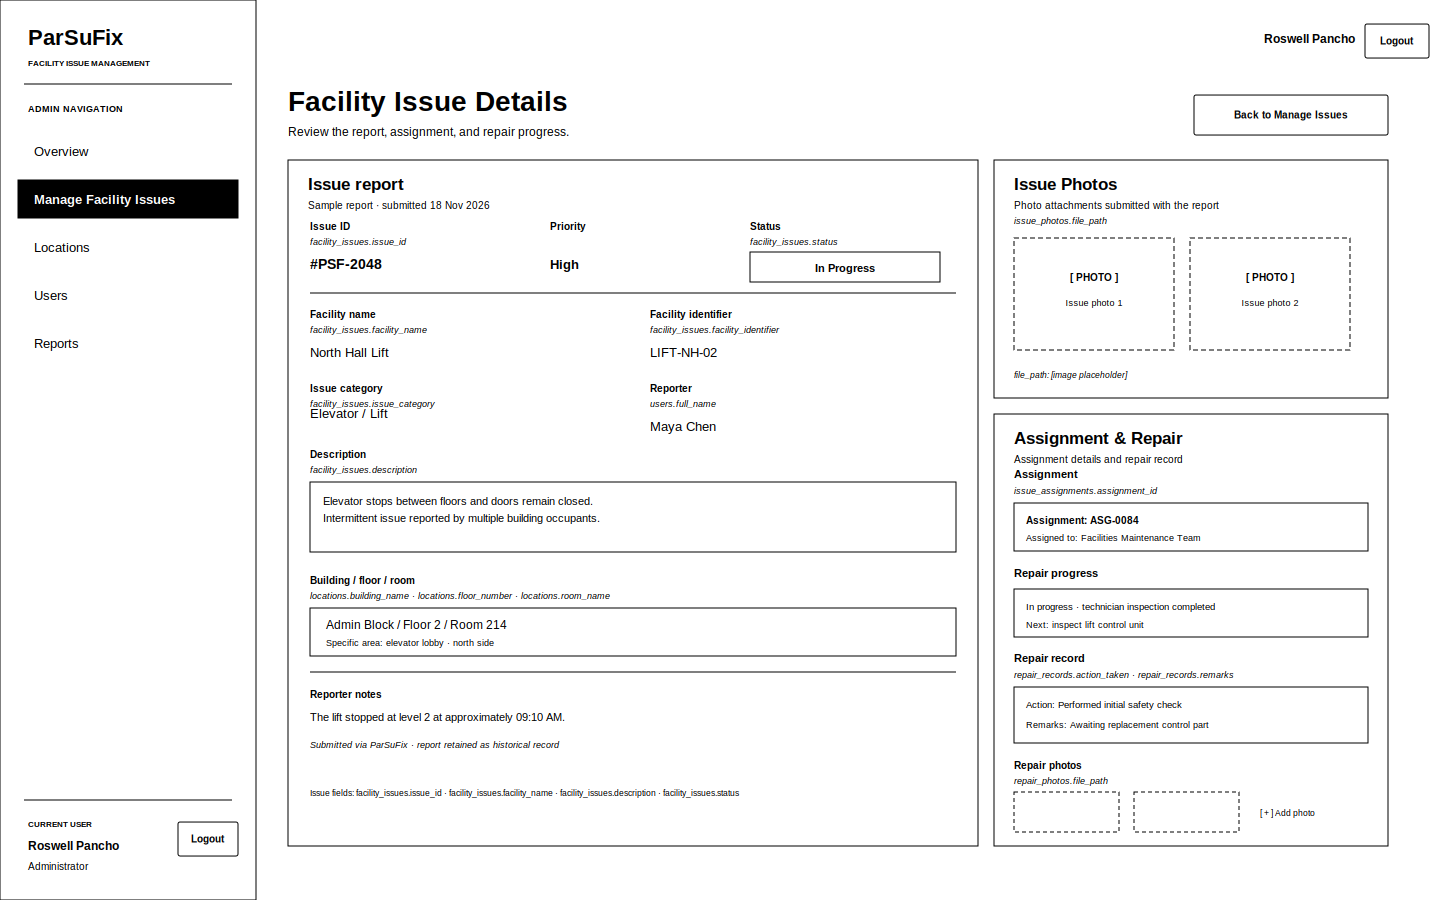 ParSuFix
FACILITY ISSUE MANAGEMENT
ADMIN NAVIGATION
Overview
Manage Facility Issues
Locations
Users
Reports
CURRENT USER
Roswell Pancho
Administrator
Logout
Roswell Pancho
Logout
Facility Issue Details
Review the report, assignment, and repair progress.
Back to Manage Issues
Issue report
Sample report · submitted 18 Nov 2026
Issue ID
facility_issues.issue_id
#PSF-2048
Priority
High
Status
facility_issues.status
In Progress
Facility name
facility_issues.facility_name
North Hall Lift
Facility identifier
facility_issues.facility_identifier
LIFT-NH-02
Issue category
facility_issues.issue_category
Elevator / Lift
Reporter
users.full_name
Maya Chen
Description
facility_issues.description
Elevator stops between floors and doors remain closed.
Intermittent issue reported by multiple building occupants.
Building / floor / room
locations.building_name · locations.floor_number · locations.room_name
Admin Block / Floor 2 / Room 214
Specific area: elevator lobby · north side
Reporter notes
The lift stopped at level 2 at approximately 09:10 AM.
Submitted via ParSuFix · report retained as historical record
Issue fields: facility_issues.issue_id · facility_issues.facility_name · facility_issues.description · facility_issues.status
Issue Photos
Photo attachments submitted with the report
issue_photos.file_path
[ PHOTO ]
Issue photo 1
[ PHOTO ]
Issue photo 2
file_path: [image placeholder]
Assignment & Repair
Assignment details and repair record
Assignment
issue_assignments.assignment_id
Assignment: ASG-0084
Assigned to: Facilities Maintenance Team
Repair progress
In progress · technician inspection completed
Next: inspect lift control unit
Repair record
repair_records.action_taken · repair_records.remarks
Action: Performed initial safety check
Remarks: Awaiting replacement control part
Repair photos
repair_photos.file_path
[ + ] Add photo